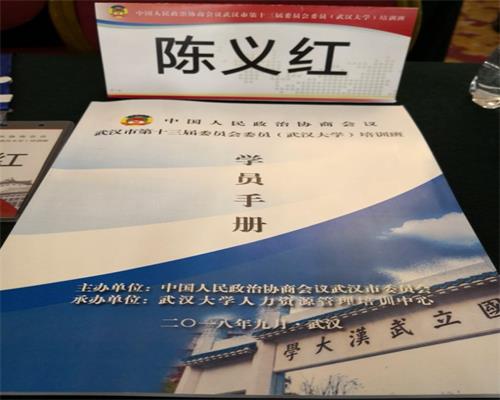 中国人民政治协商会议武汉市第十三届委员会委员（武汉大学）培训班
陈义红
中国人民政治协商会议
武汉市第十三届委员会委员（武汉大学）培训班
学员手册
主办单位：中国人民政治协商会议武汉市委员会
承办单位：武汉大学人力资源管理培训中心
二〇一八年九月·武汉
學大漢武立國
红